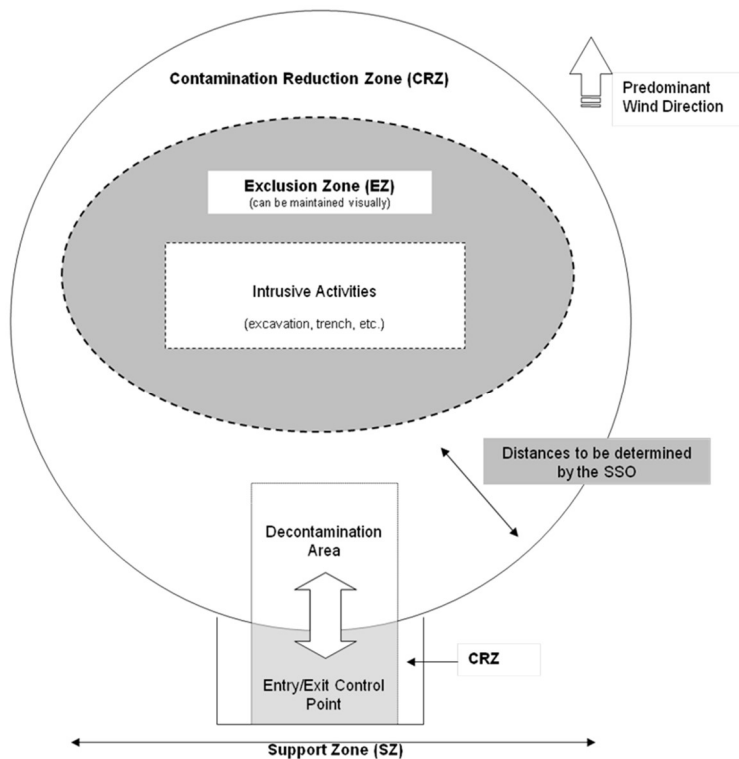 Contamination Reduction Zone (CRZ)
Predominant
Wind Direction
Exclusion Zone (EZ)
(can be maintained visually)
Intrusive Activities
(excavation, trench, etc.)
Distances to be determined
by the SSO
Decontamination
Area
CRZ
Entry/Exit Control
Point
Support Zone (SZ)